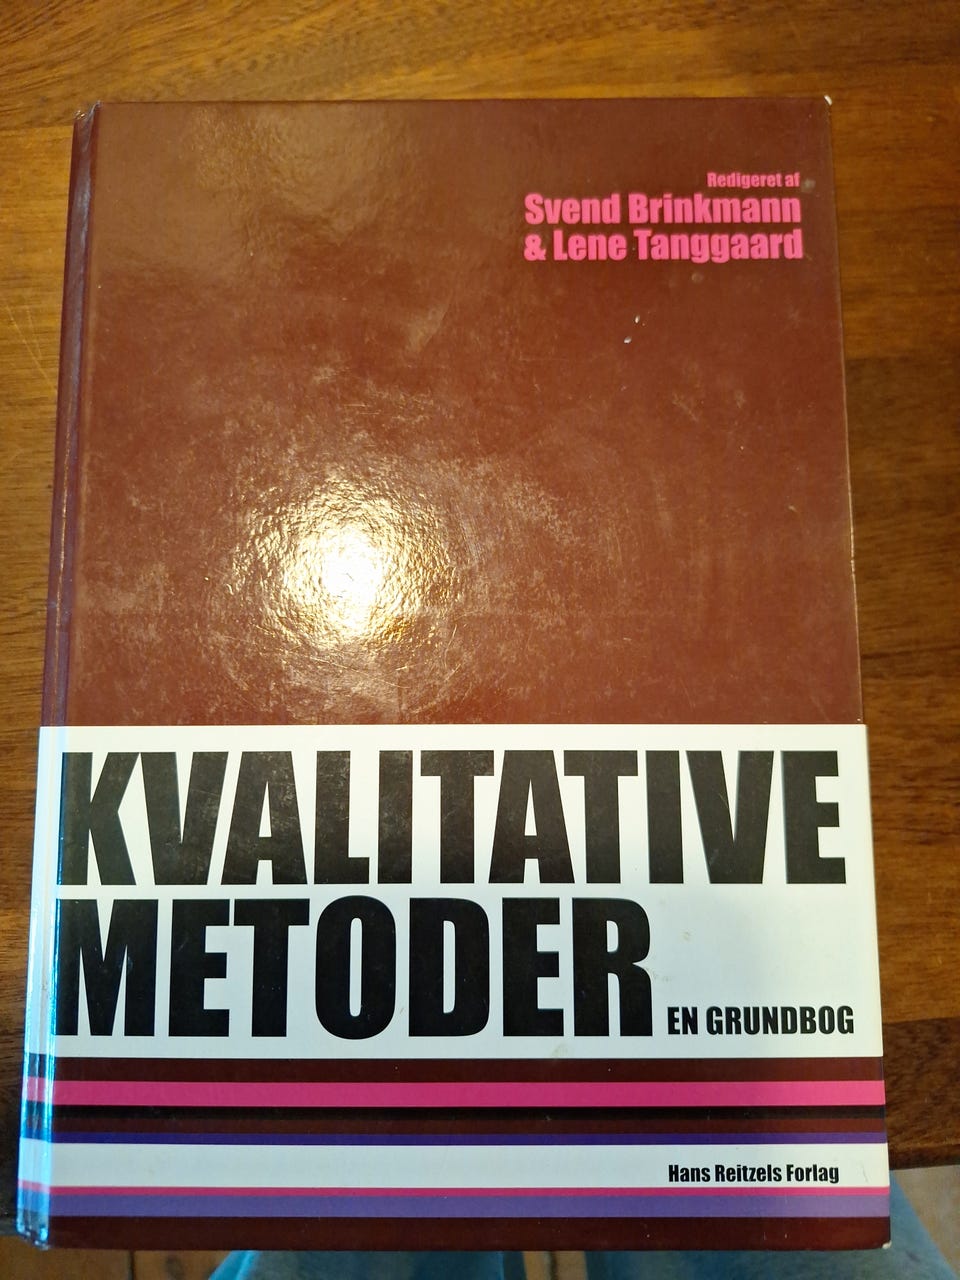 Redigeret af
Svend Brinkmann
& Lene Tanggaard
KVALITATIVE
METODER
EN GRUNDBOG
Hans Reitzels Forlag